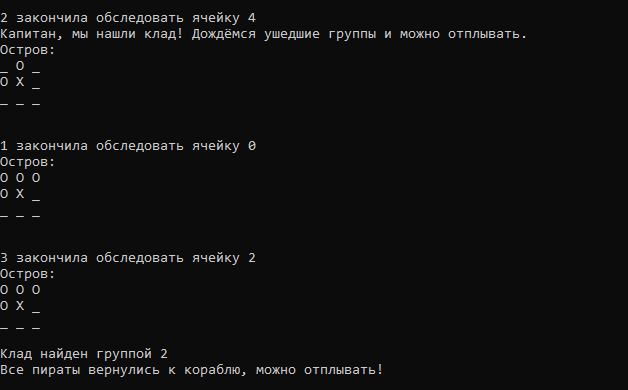 2 закончила обследовать ячейку 4
Капитан, мы нашли клад! Дождёмся ушедшие группы и можно отплывать.
Остров:
_ O _
O X _
_ _ _
1 закончила обследовать ячейку 0
Остров:
O O O
O X _
_ _ _
3 закончила обследовать ячейку 2
Остров:
O O O
O X _
_ _ _
Клад найден группой 2
Все пираты вернулись к кораблю, можно отплывать!